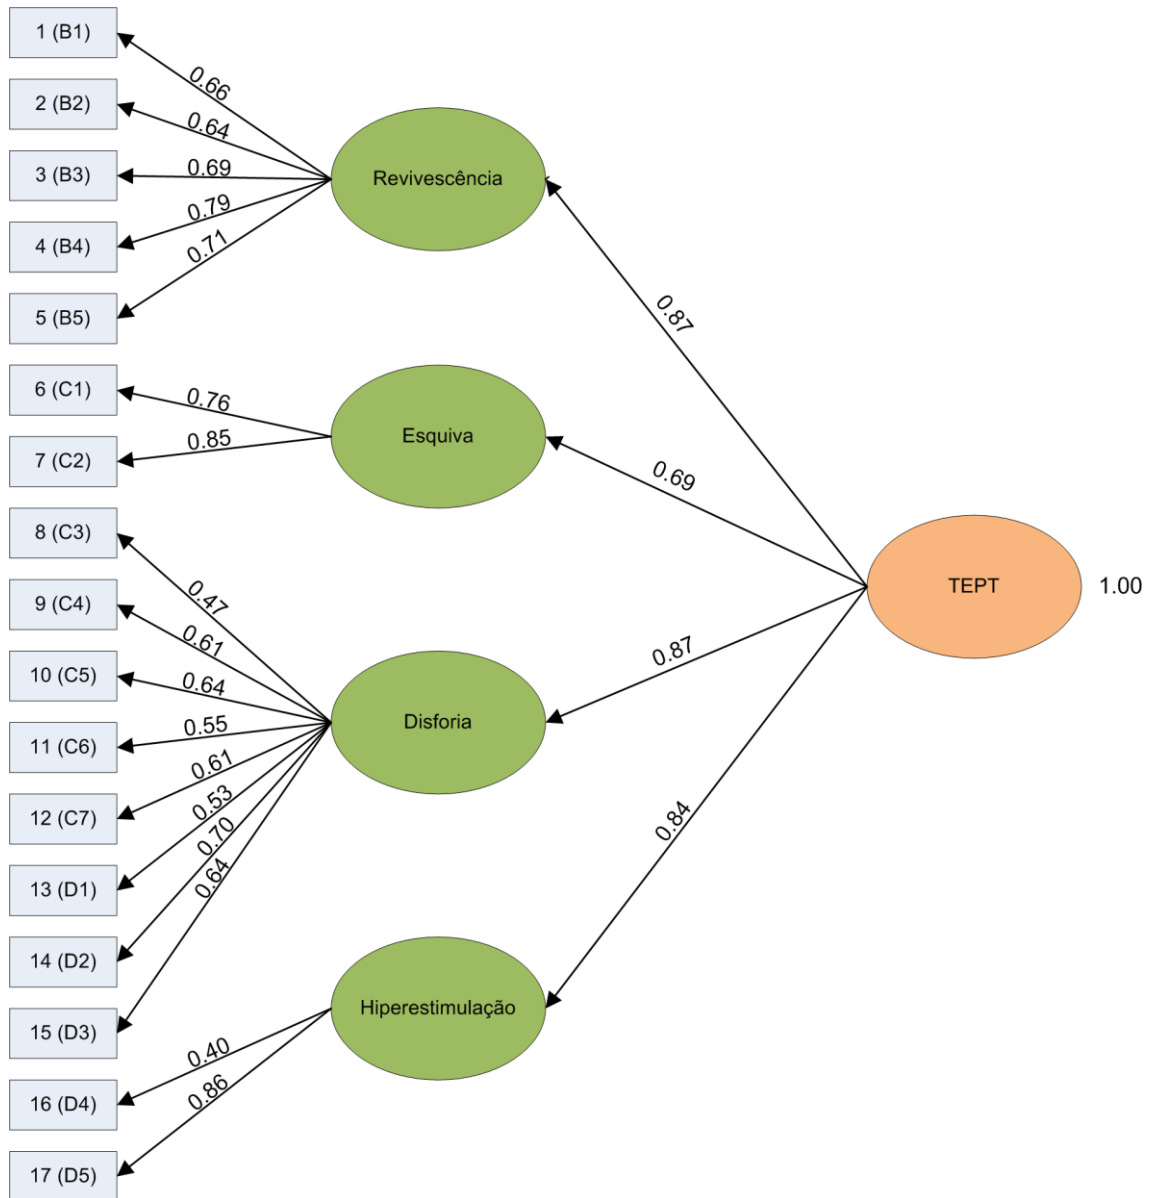 1 (B1)
0.66
2 (B2)
0.64
3 (B3)
0.69
4 (B4)
0.79
5 (B5)
0.71
Revivescência
0.87
6 (C1)
0.76
7 (C2)
0.85
Esquiva
0.69
8 (C3)
0.47
9 (C4)
0.61
10 (C5)
0.64
11 (C6)
0.55
12 (C7)
0.61
13 (D1)
0.53
14 (D2)
0.70
15 (D3)
0.64
Disforia
0.87
16 (D4)
0.40
17 (D5)
0.86
Hiperestimulação
0.84
TEPT
1.00